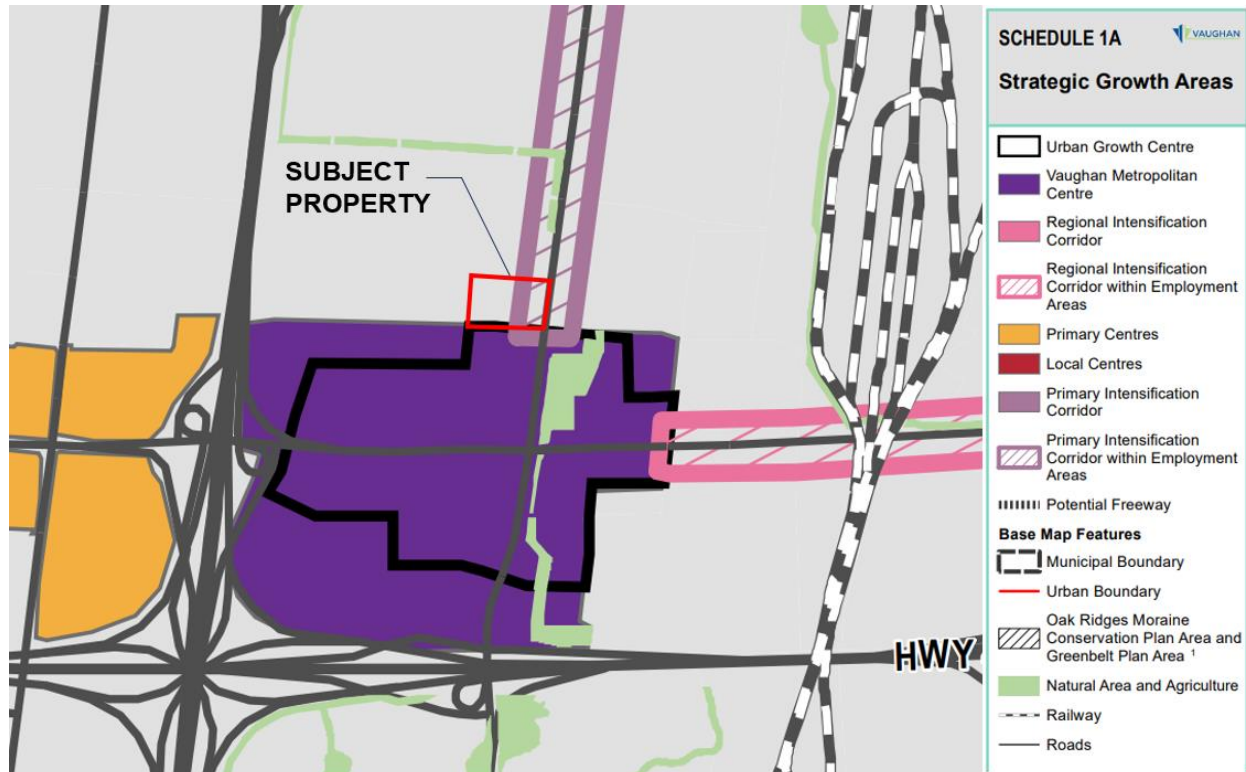 SUBJECT
PROPERTY
HWY
SCHEDULE 1A
VAUGHAN
Strategic Growth Areas
Urban Growth Centre
Vaughan Metropolitan
Centre
Regional Intensification
Corridor
Regional Intensification
Corridor within Employment
Areas
Primary Centres
Local Centres
Primary Intensification
Corridor
Primary Intensification
Corridor within Employment
Areas
Potential Freeway
Base Map Features
Municipal Boundary
Urban Boundary
Oak Ridges Moraine
Conservation Plan Area and
Greenbelt Plan Area ¹
Natural Area and Agriculture
Railway
Roads